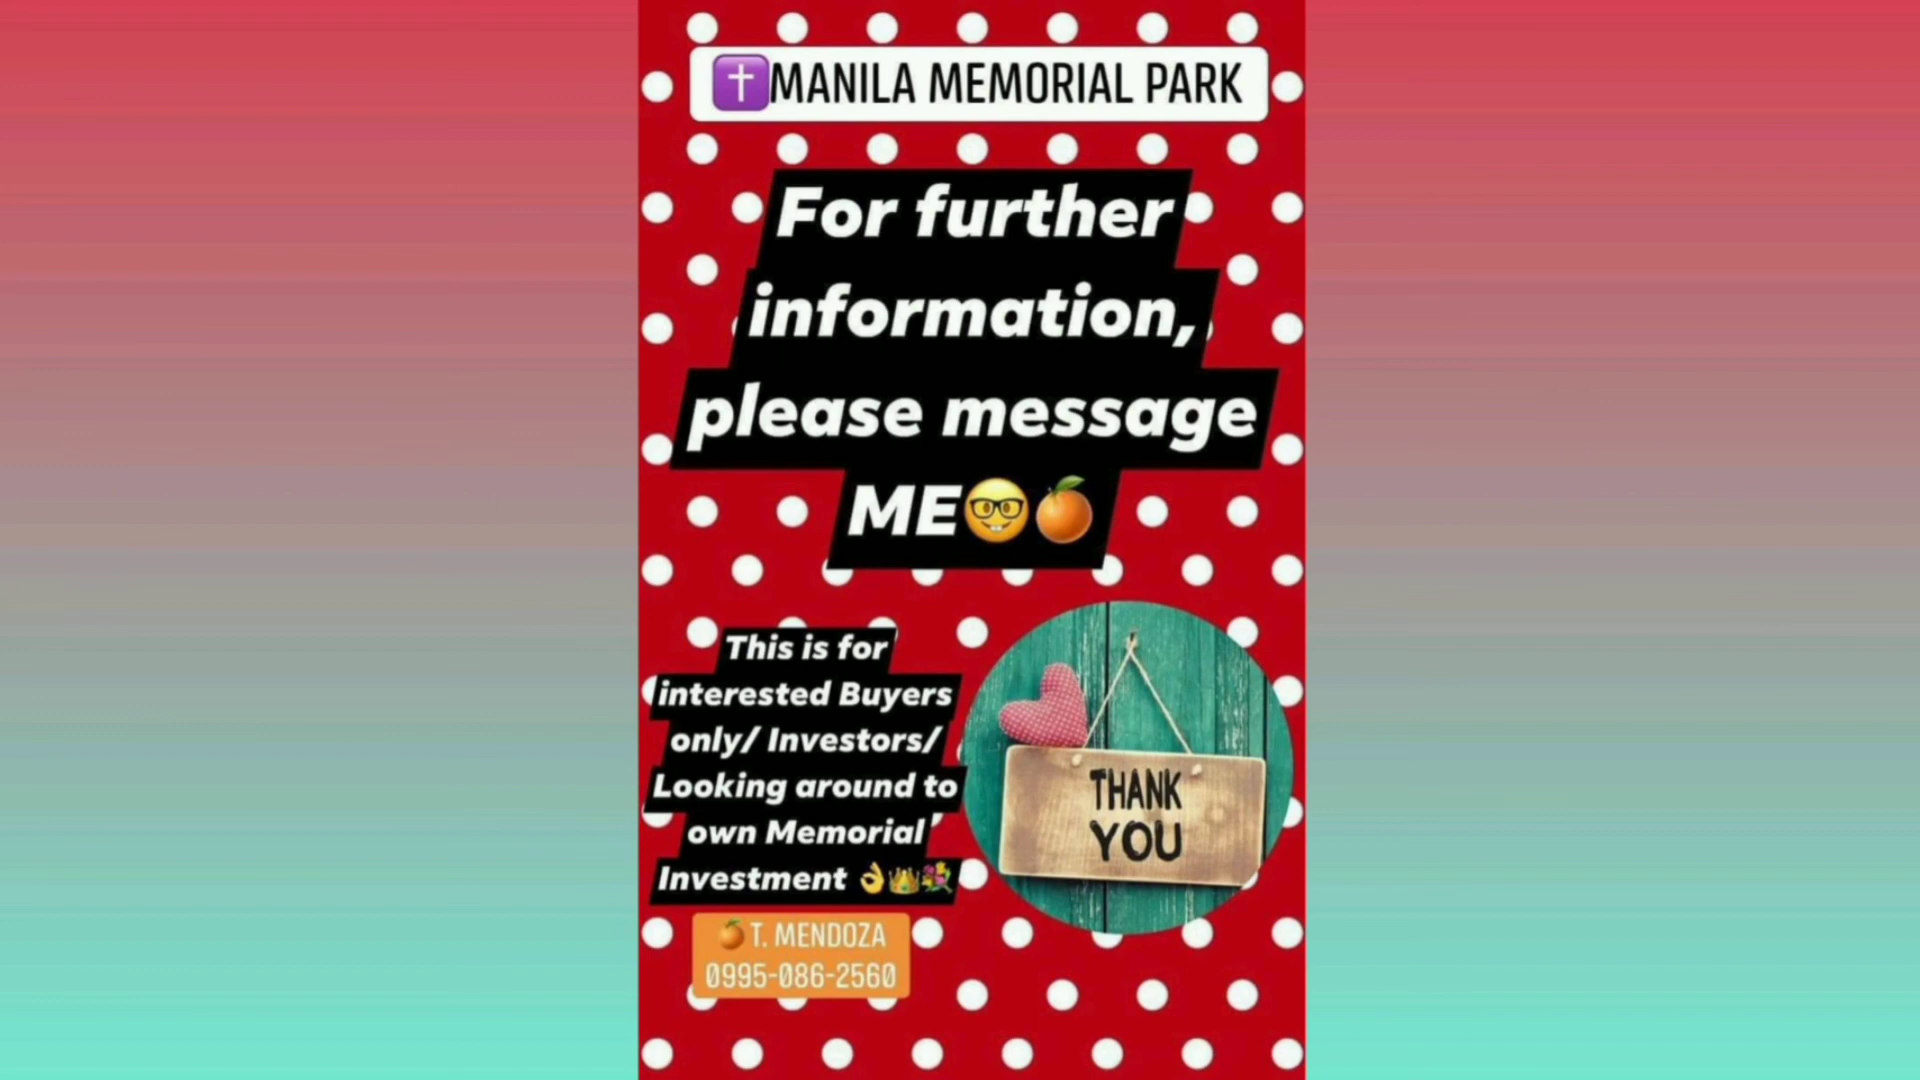 ✝️MANILA MEMORIAL PARK
For further
information,
please message
ME🤓🍊
This is for
interested Buyers
only/ Investors/
Looking around to
own Memorial
Investment 👌👑💐
THANK
YOU
🍊T. MENDOZA
0995-086-2560